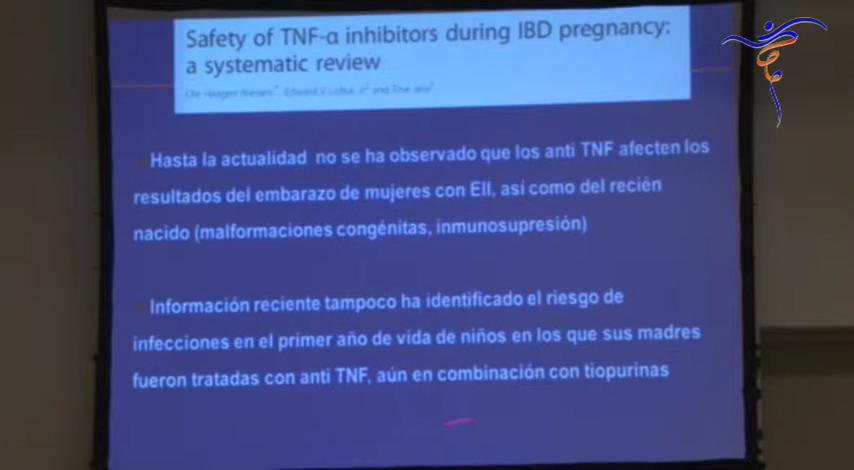 Safety of TNF-α inhibitors during IBD pregnancy:
a systematic review
Hasta la actualidad no se ha observado que los anti TNF afecten los
resultados del embarazo de mujeres con EII, así como del recién
nacido (malformaciones congénitas, inmunosupresión)
Información reciente tampoco ha identificado el riesgo de
infecciones en el primer año de vida de niños en los que sus madres
fueron tratadas con anti TNF, aún en combinación con tiopurinas